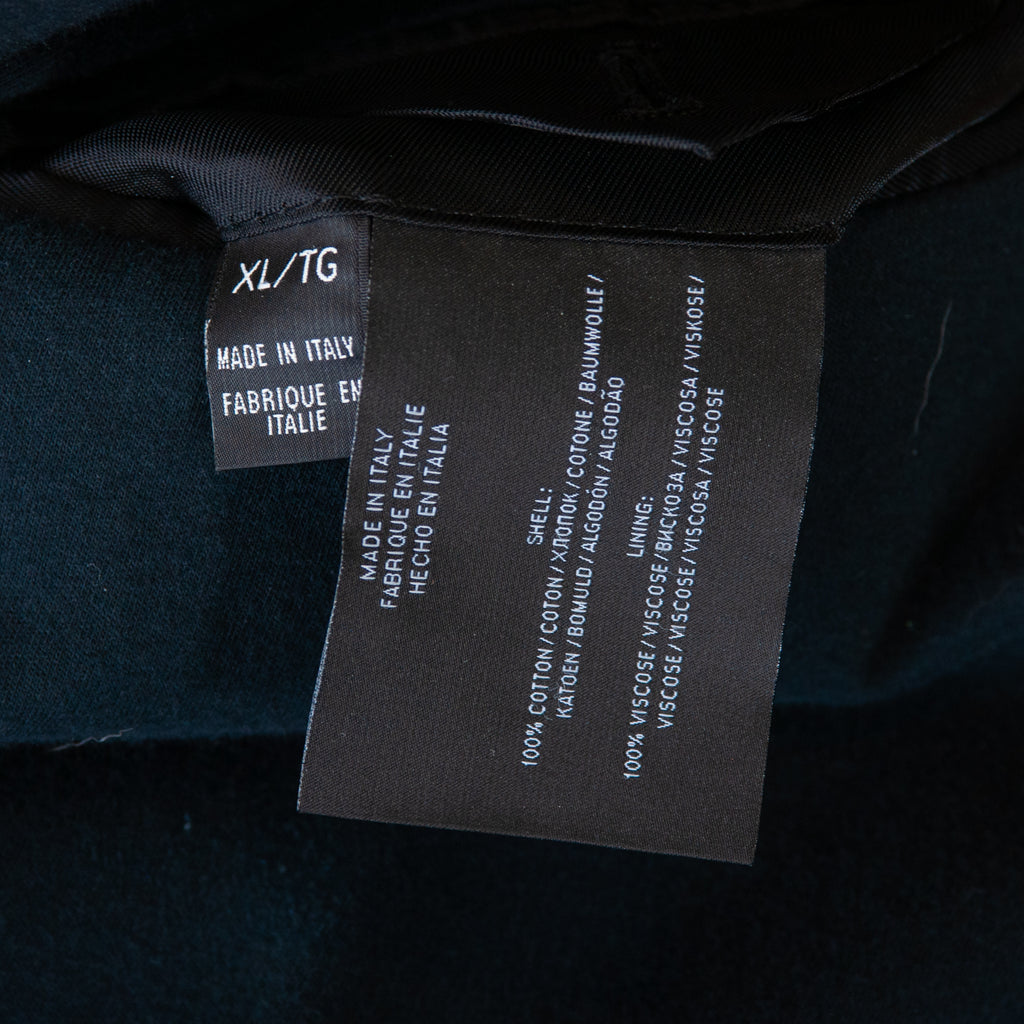 XL/TG
MADE IN ITALY
FABRIQUE EN
ITALIE
MADE IN ITALY
FABRIQUE EN ITALIE
HECHO EN ITALIA
SHELL:
100% COTTON / COTON / ХЛОПОК / COTONE / BAUMWOLLE /
KATOEN / BOMULD / ALGODÓN / ALGODÃO
LINING:
100% VISCOSE / VISCOSE / ВИСКОЗА / VISCOSA / VISKOSE /
VISCOSE / VISCOSE / VISCOSA / VISCOSE